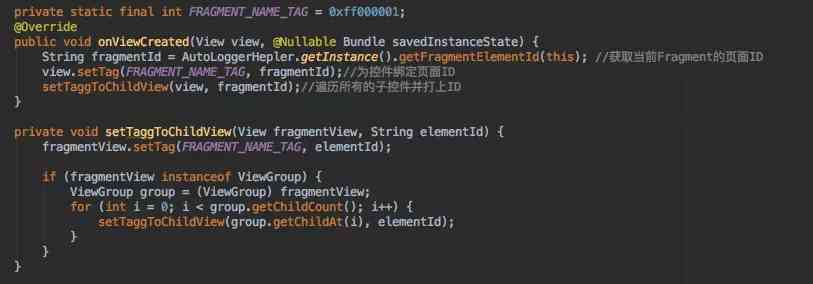 private static final int FRAGMENT_NAME_TAG = 0xff000001;
@Override
public void onViewCreated(View view, @Nullable Bundle savedInstanceState) {
    String fragmentId = AutoLoggerHepler.getInstance().getFragmentElementId(this); //获取当前Fragment的页面ID
    view.setTag(FRAGMENT_NAME_TAG, fragmentId);//为控件绑定页面ID
    setTaggToChildView(view, fragmentId);//遍历所有的子控件并打上ID
}
private void setTaggToChildView(View fragmentView, String elementId) {
    fragmentView.setTag(FRAGMENT_NAME_TAG, elementId);
    if (fragmentView instanceof ViewGroup) {
        ViewGroup group = (ViewGroup) fragmentView;
        for (int i = 0; i < group.getChildCount(); i++) {
            setTaggToChildView(group.getChildAt(i), elementId);
        }
    }
}